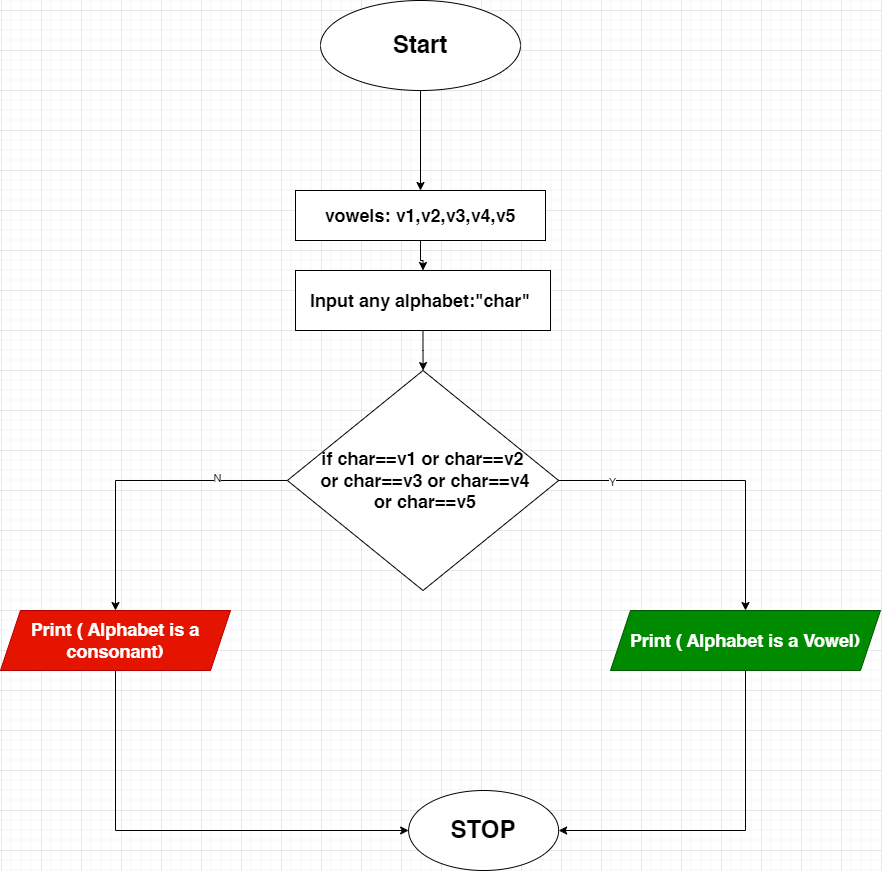 Start
vowels: v1,v2,v3,v4,v5
Input any alphabet:"char"
if char==v1 or char==v2
or char==v3 or char==v4
or char==v5
N
Y
Print ( Alphabet is a
consonant)
Print ( Alphabet is a Vowel)
STOP